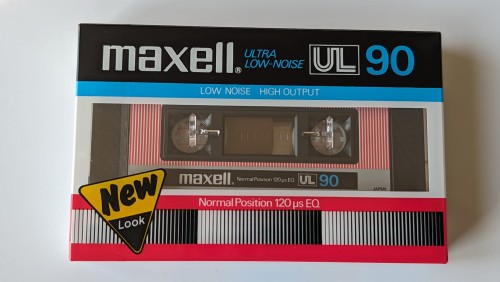 maxell® ULTRA LOW-NOISE UL 90
LOW NOISE HIGH OUTPUT
maxell. Normal Position 120 µs EQ. UL 90
JAPAN
New
Look
Normal Position 120 µs EQ.